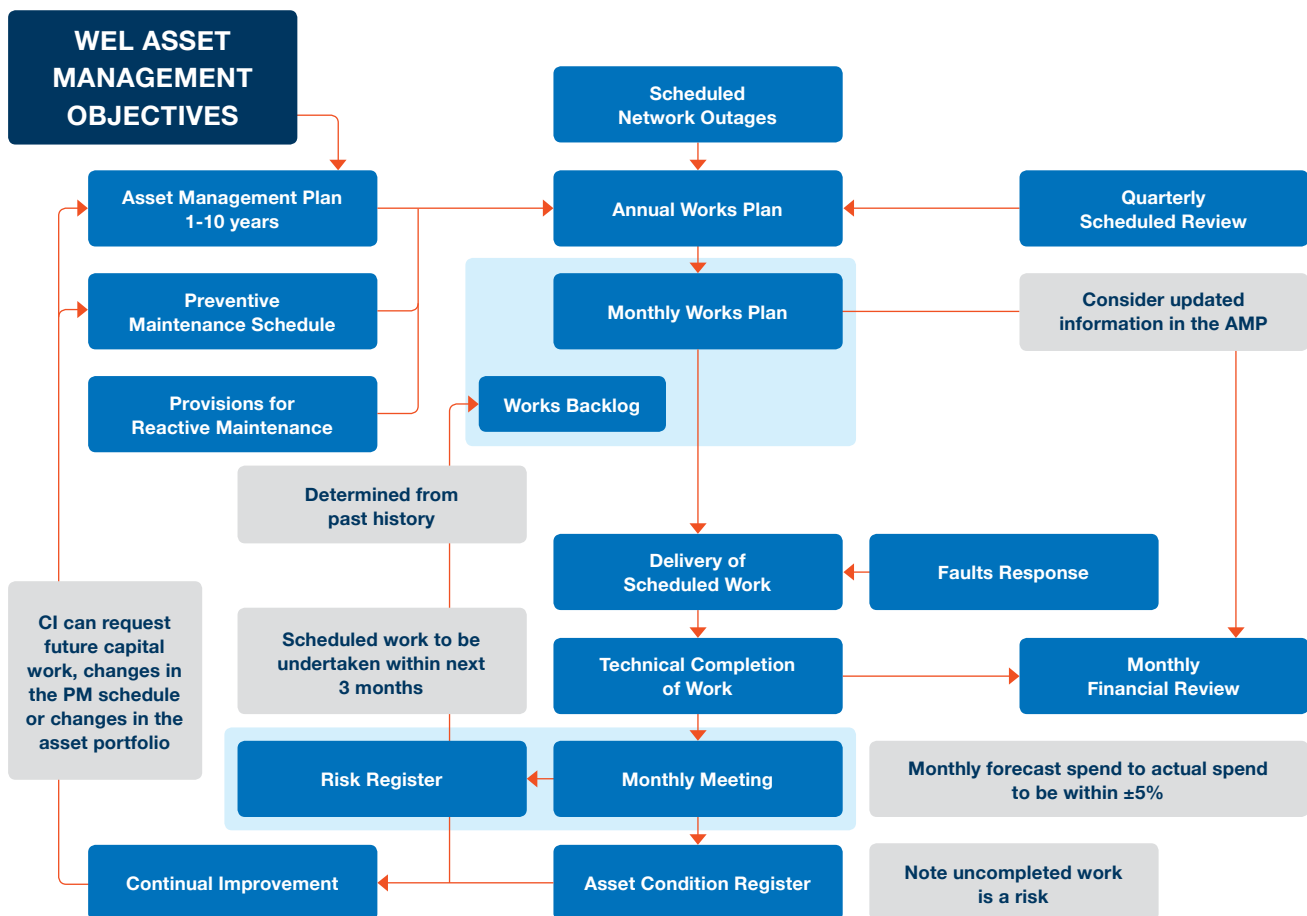 WEL ASSET
MANAGEMENT
OBJECTIVES
Scheduled
Network Outages
Asset Management Plan
1-10 years
Annual Works Plan
Quarterly
Scheduled Review
Preventive
Maintenance Schedule
Monthly Works Plan
Consider updated
information in the AMP
Provisions for
Reactive Maintenance
Works Backlog
Determined from
past history
Delivery of
Scheduled Work
Faults Response
CI can request
future capital
work, changes in
the PM schedule
or changes in the
asset portfolio
Scheduled work to be
undertaken within next
3 months
Technical Completion
of Work
Monthly
Financial Review
Risk Register
Monthly Meeting
Monthly forecast spend to actual spend
to be within ±5%
Continual Improvement
Asset Condition Register
Note uncompleted work
is a risk